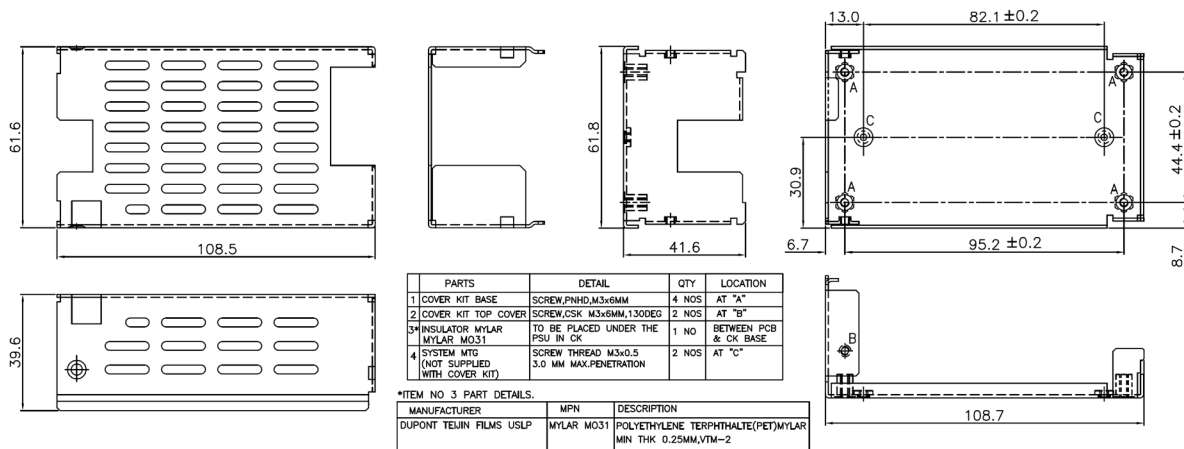 13.0
82.1 ±0.2
61.6
61.8
A
A
C
C
44.4 ±0.2
30.9
A
A
108.5
41.6
6.7
95.2 ±0.2
8.7
PARTS DETAIL QTY LOCATION
1 COVER KIT BASE SCREW,PNHD,M3x6MM 4 NOS AT "A"
2 COVER KIT TOP COVER SCREW,CSK M3x6MM,130DEG 2 NOS AT "B"
3* INSULATOR MYLAR TO BE PLACED UNDER THE 1 NO BETWEEN PCB
MYLAR MO31 PSU IN CK & CK BASE
4 SYSTEM MTG SCREW THREAD M3x0.5 2 NOS AT "C"
(NOT SUPPLIED 3.0 MM MAX.PENETRATION
WITH COVER KIT)
39.6
B
*ITEM NO 3 PART DETAILS.
MANUFACTURER MPN DESCRIPTION
DUPONT TEIJIN FILMS USLP MYLAR MO31 POLYETHYLENE TERPHTHALTE(PET)MYLAR
MIN THK 0.25MM,VTM-2
108.7